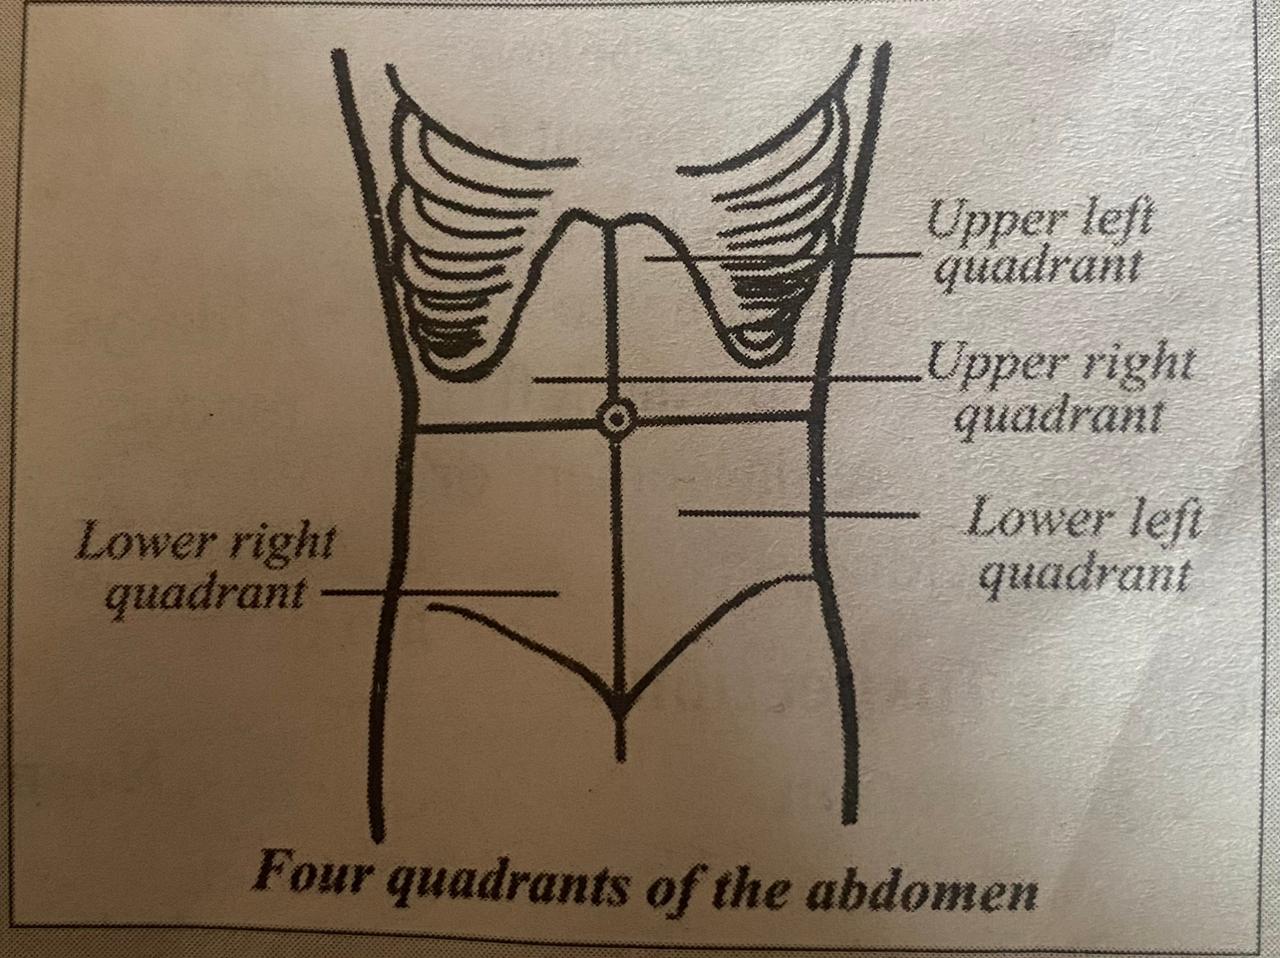 Upper left
quadrant
Upper right
quadrant
Lower left
quadrant
Lower right
quadrant
Four quadrants of the abdomen